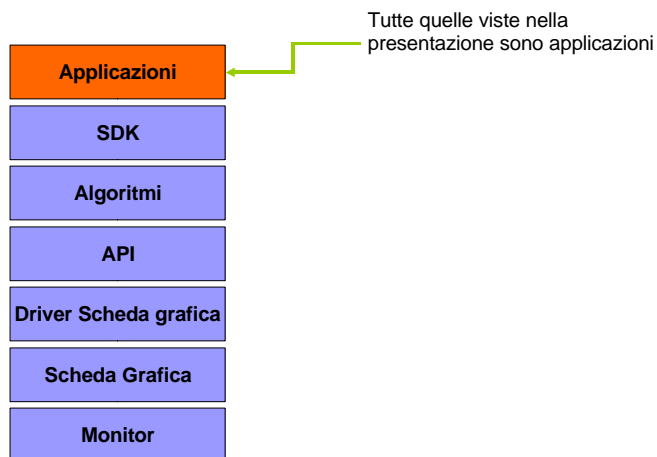 Tutte quelle viste nella
presentazione sono applicazioni
Applicazioni
SDK
Algoritmi
API
Driver Scheda grafica
Scheda Grafica
Monitor